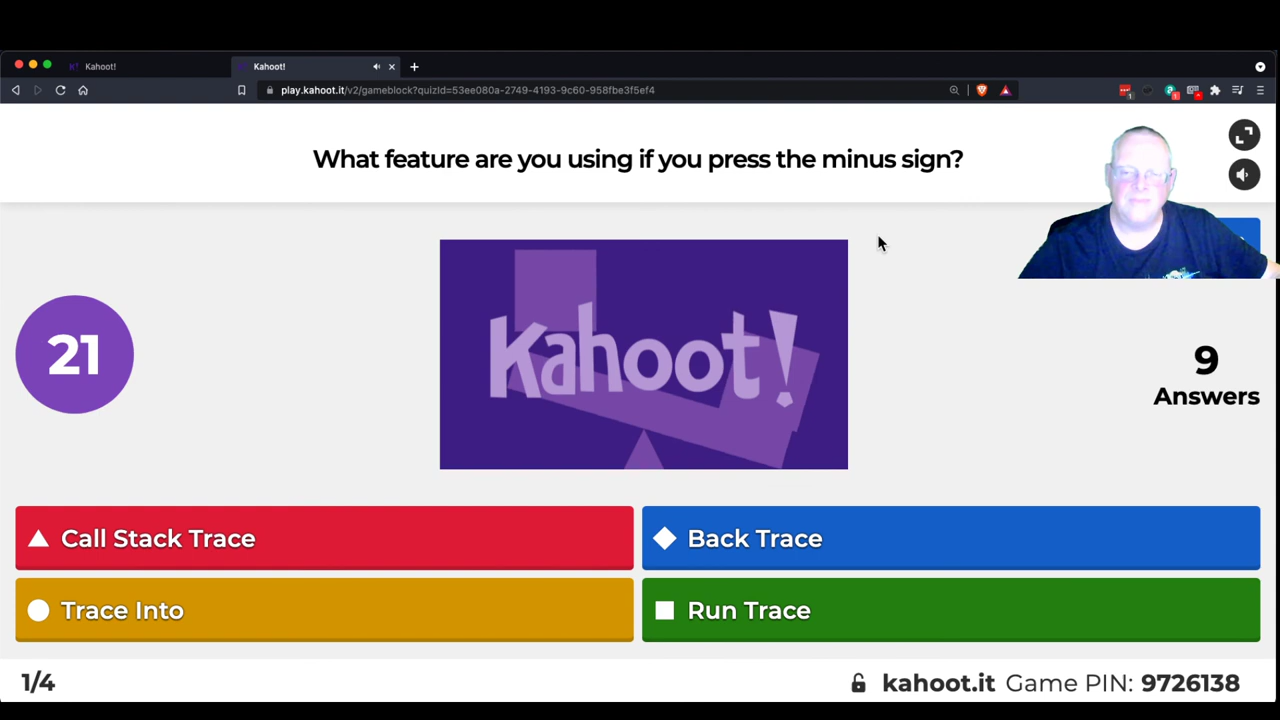 Kahoot!
Kahoot!
play.kahoot.it/v2/gameblock?quizId=53ee080a-2749-4193-9c60-958fbe3f5ef4
What feature are you using if you press the minus sign?
21
Kahoot!
9
Answers
Call Stack Trace
Back Trace
Trace Into
Run Trace
1/4
kahoot.it Game PIN: 9726138